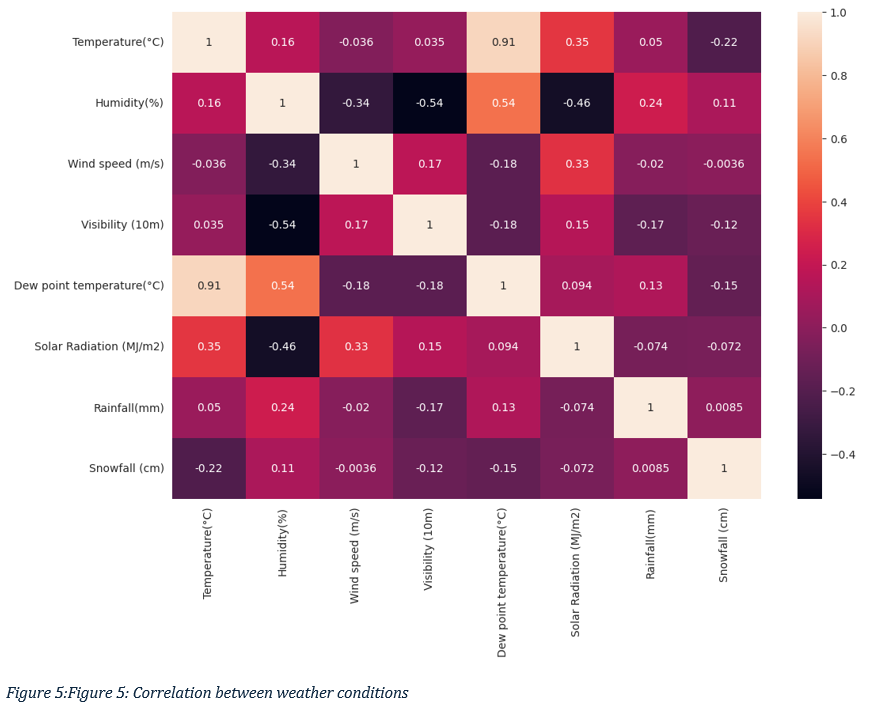 Temperature(°C) 1 0.16 -0.036 0.035 0.91 0.35 0.05 -0.22
Humidity(%) 0.16 1 -0.34 -0.54 0.54 -0.46 0.24 0.11
Wind speed (m/s) -0.036 -0.34 1 0.17 -0.18 0.33 -0.02 -0.0036
Visibility (10m) 0.035 -0.54 0.17 1 -0.18 0.15 -0.17 -0.12
Dew point temperature(°C) 0.91 0.54 -0.18 -0.18 1 0.094 0.13 -0.15
Solar Radiation (MJ/m2) 0.35 -0.46 0.33 0.15 0.094 1 -0.074 -0.072
Rainfall(mm) 0.05 0.24 -0.02 -0.17 0.13 -0.074 1 0.0085
Snowfall (cm) -0.22 0.11 -0.0036 -0.12 -0.15 -0.072 0.0085 1
Temperature(°C)
Humidity(%)
Wind speed (m/s)
Visibility (10m)
Dew point temperature(°C)
Solar Radiation (MJ/m2)
Rainfall(mm)
Snowfall (cm)
1.0
0.8
0.6
0.4
0.2
0.0
−0.2
−0.4
Figure 5:Figure 5: Correlation between weather conditions